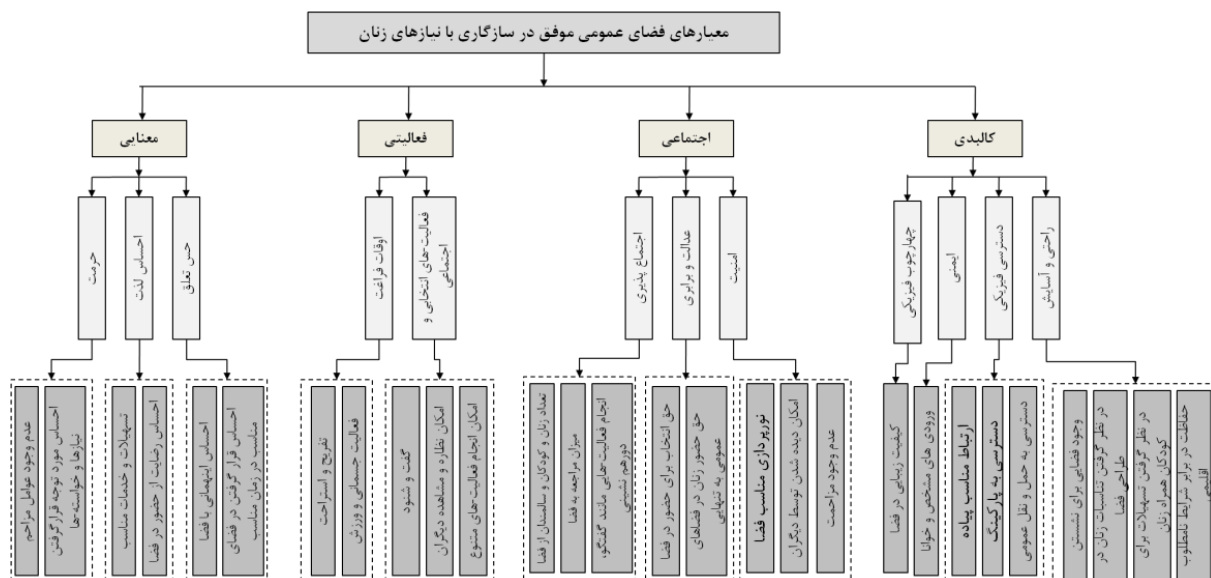 معیارهای فضای عمومی موفق در سازگاری با نیازهای زنان
کالبدی
اجتماعی
فعالیتی
معنایی
راحتی و آسایش
دسترسی فیزیکی
ایمنی
چهارچوب فیزیکی
امنیت
عدالت و برابری
اجتماع پذیری
فعالیت-های انتخابی و
اجتماعی
اوقات فراغت
حس تعلق
احساس لذت
حرمت
حفاظت در برابر شرایط نامطلوب
اقلیمی
در نظر گرفتن تسهیلات برای
کودکان همراه زنان
در نظر گرفتن تناسبات زنان در
طراحی فضا
وجود فضایی برای نشستن
دسترسی به حمل و نقل عمومی
دسترسی به پارکینک
ارتباط مناسب پیاده
ورودی های مشخص و خوانا
کیفیت زیبایی در فضا
عدم وجود مزاحمت
امکان دیده شدن توسط دیگران
نورپردازی مناسب فضا
حق حضور زنان در فضاهای
عمومی به تنهایی
حق انتخاب برای حضور در فضا
انجام فعالیت-هایی مانند گفتگو،
دورهم نشینی
میزان مراجعه به فضا
تعداد زنان و کودکان و سالمندان از فضا
امکان انجام فعالیت-های متنوع
امکان نظاره و مشاهده دیگران
گفت و شنود
فعالیت جسمانی و ورزش
تفریح و استراحت
احساس قرار گرفتن در فضای
مناسب در زمان مناسب
احساس اینهمانی با فضا
احساس رضایت از حضور در فضا
تسهیلات و خدمات مناسب
احساس مورد توجه قرار گرفتن
نیازها و خواسته-ها
عدم وجود عوامل مزاحم